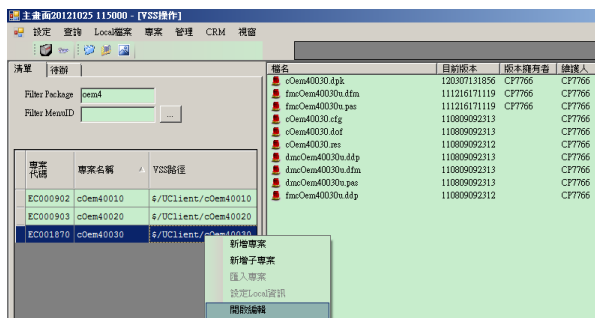 主畫面20121025 115000 - [VSS操作]
設定 查詢 Local檔案 專案 管理 CRM 視窗
清單 待辦
Filter Package oem4
Filter MenuID ...
專案代碼 專案名稱 VSS路徑
EC000902 cOem40010 $/UClient/cOem40010
EC000903 cOem40020 $/UClient/cOem40020
EC001870 cOem40030 $/UClient/cOem40030
新增專案
新增子專案
匯入專案
設定Local資訊
開啟編輯
檔名 目前版本 版本擁有者 維護人
cOem40030.dpk 120307131856 CP7766 CP7766
fmcOem40030u.dfm 111216171119 CP7766 CP7766
fmcOem40030u.pas 111216171119 CP7766 CP7766
cOem40030.cfg 110809092313 CP7766
cOem40030.dof 110809092313 CP7766
cOem40030.res 110809092312 CP7766
dmcOem40030u.ddp 110809092313 CP7766
dmcOem40030u.dfm 110809092313 CP7766
dmcOem40030u.pas 110809092313 CP7766
fmcOem40030u.ddp 110809092312 CP7766